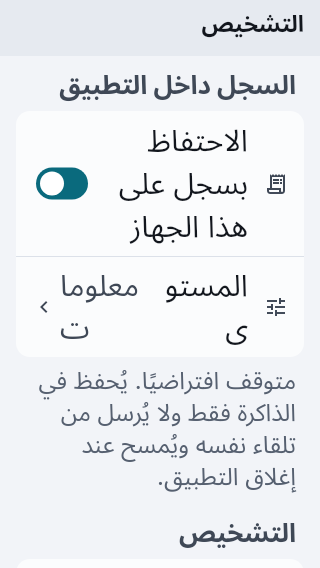 التشخيص
السجل داخل التطبيق
الاحتفاظ
بسجل على
هذا الجهاز
المستو
ى
معلوما
ت
متوقف افتراضيًا. يُحفظ في
الذاكرة فقط ولا يُرسل من
تلقاء نفسه ويُمسح عند
إغلاق التطبيق.
التشخيص